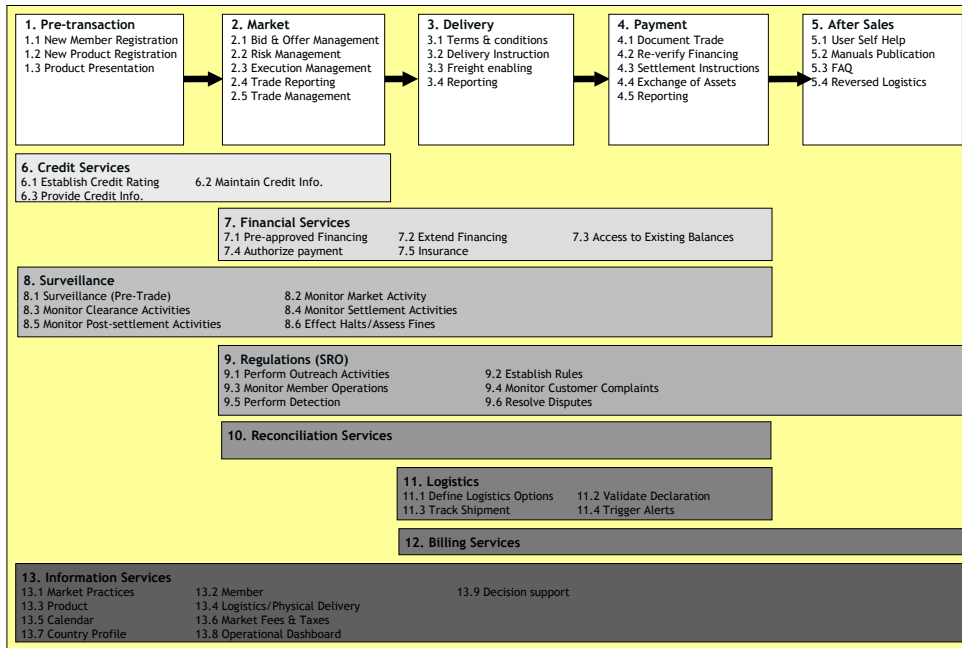 1. Pre-transaction
1.1 New Member Registration
1.2 New Product Registration
1.3 Product Presentation
2. Market
2.1 Bid & Offer Management
2.2 Risk Management
2.3 Execution Management
2.4 Trade Reporting
2.5 Trade Management
3. Delivery
3.1 Terms & conditions
3.2 Delivery Instruction
3.3 Freight enabling
3.4 Reporting
4. Payment
4.1 Document Trade
4.2 Re-verify Financing
4.3 Settlement Instructions
4.4 Exchange of Assets
4.5 Reporting
5. After Sales
5.1 User Self Help
5.2 Manuals Publication
5.3 FAQ
5.4 Reversed Logistics
6. Credit Services
6.1 Establish Credit Rating 6.2 Maintain Credit Info.
6.3 Provide Credit Info.
7. Financial Services
7.1 Pre-approved Financing 7.2 Extend Financing 7.3 Access to Existing Balances
7.4 Authorize payment 7.5 Insurance
8. Surveillance
8.1 Surveillance (Pre-Trade) 8.2 Monitor Market Activity
8.3 Monitor Clearance Activities 8.4 Monitor Settlement Activities
8.5 Monitor Post-settlement Activities 8.6 Effect Halts/Assess Fines
9. Regulations (SRO)
9.1 Perform Outreach Activities 9.2 Establish Rules
9.3 Monitor Member Operations 9.4 Monitor Customer Complaints
9.5 Perform Detection 9.6 Resolve Disputes
10. Reconciliation Services
11. Logistics
11.1 Define Logistics Options 11.2 Validate Declaration
11.3 Track Shipment 11.4 Trigger Alerts
12. Billing Services
13. Information Services
13.1 Market Practices 13.2 Member 13.9 Decision support
13.3 Product 13.4 Logistics/Physical Delivery
13.5 Calendar 13.6 Market Fees & Taxes
13.7 Country Profile 13.8 Operational Dashboard